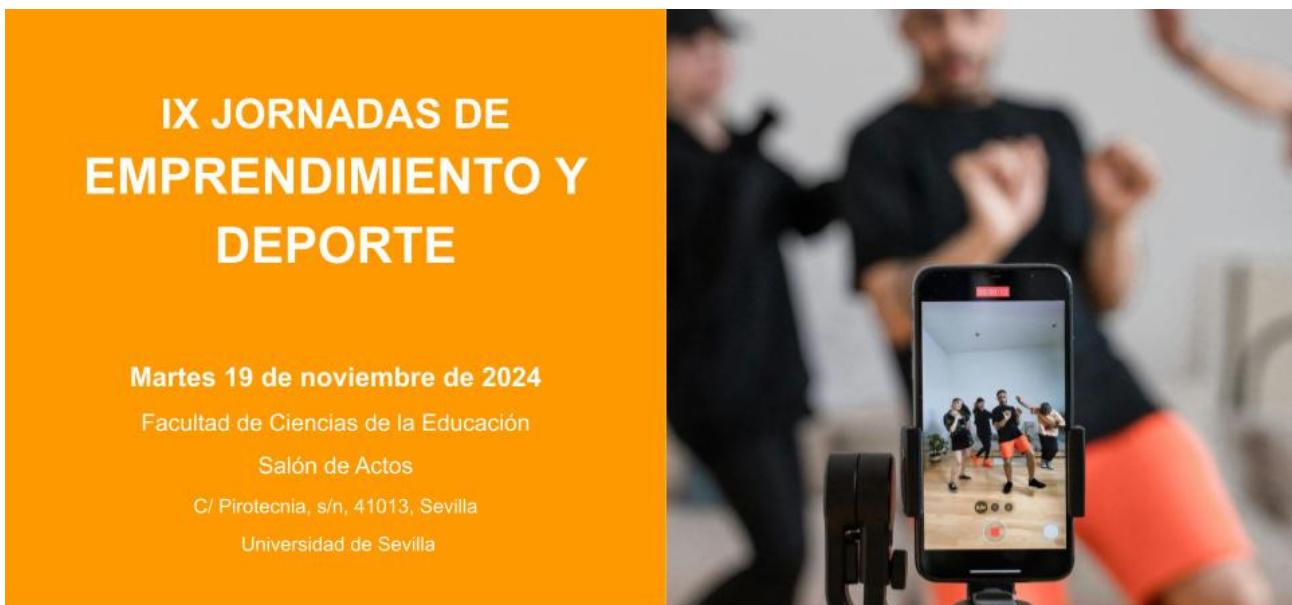 IX JORNADAS DE
EMPRENDIMIENTO Y
DEPORTE
Martes 19 de noviembre de 2024
Facultad de Ciencias de la Educación
Salón de Actos
C/ Pirotecnia, s/n, 41013, Sevilla
Universidad de Sevilla